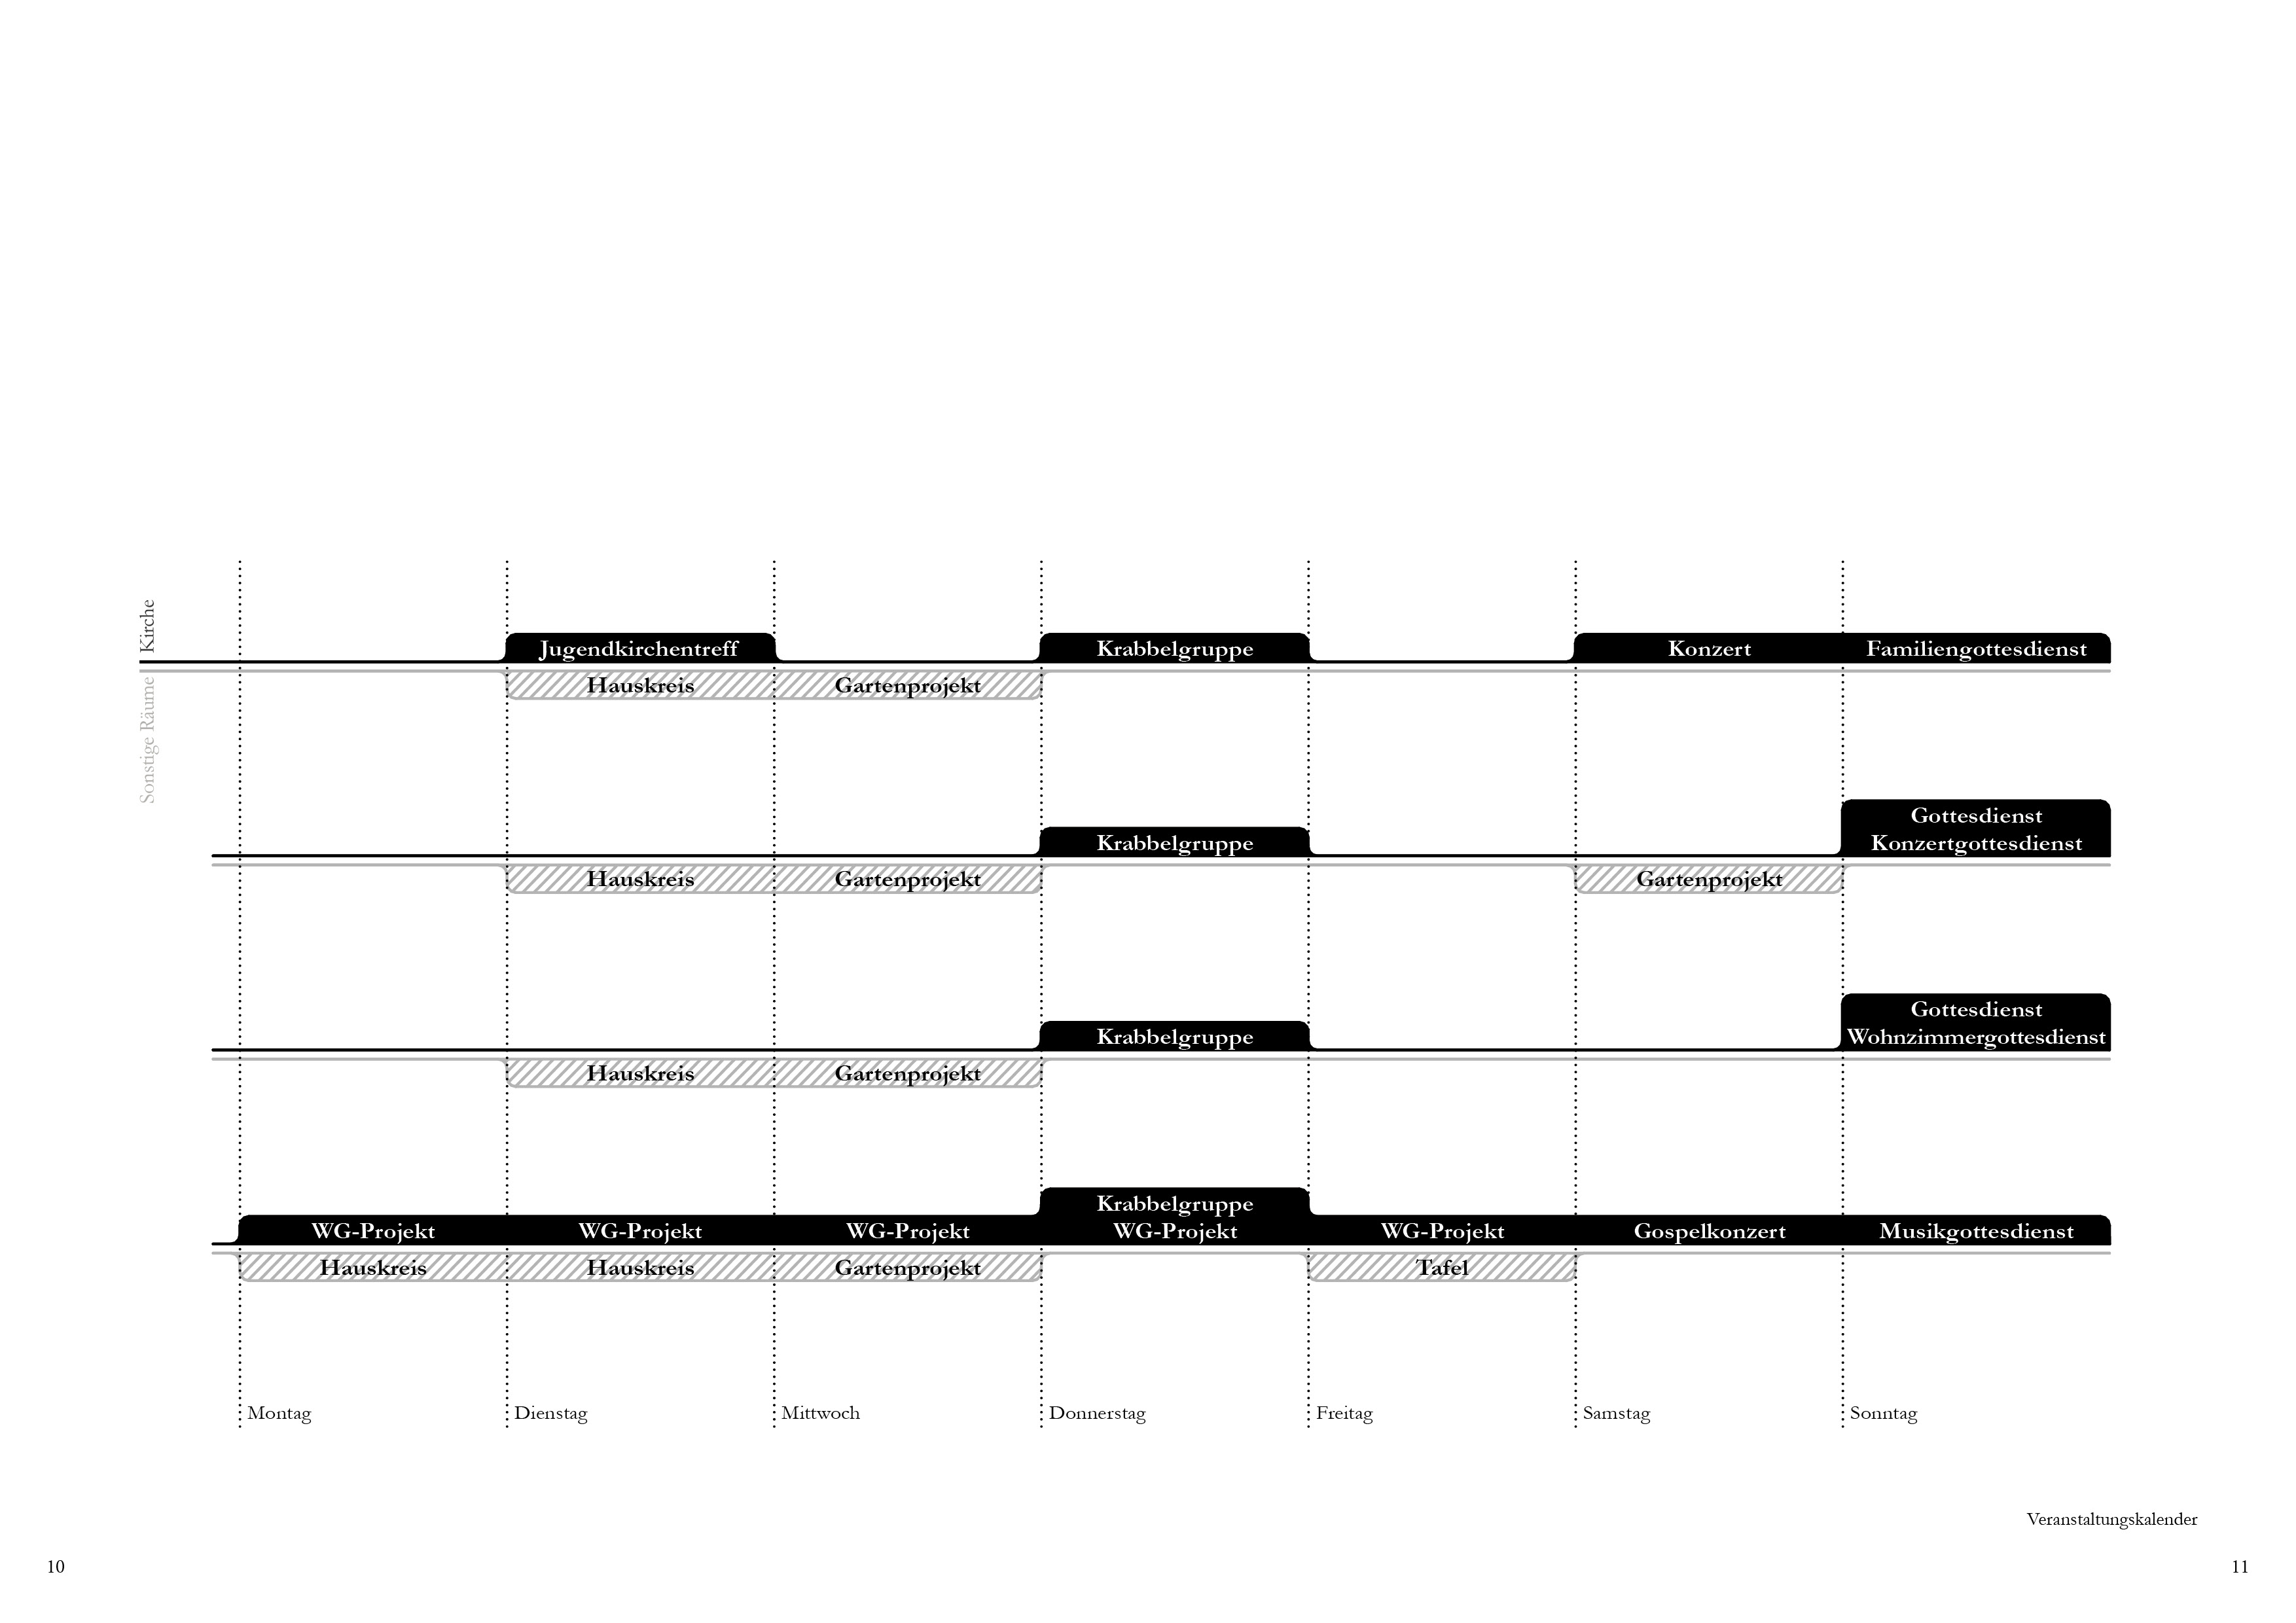 Kirche
Sonstige Räume
Jugendkirchentreff
Krabbelgruppe
Konzert
Familiengottesdienst
Hauskreis
Gartenprojekt
Gottesdienst
Krabbelgruppe
Konzertgottesdienst
Hauskreis
Gartenprojekt
Gartenprojekt
Gottesdienst
Krabbelgruppe
Wohnzimmergottesdienst
Hauskreis
Gartenprojekt
Krabbelgruppe
WG-Projekt
WG-Projekt
WG-Projekt
WG-Projekt
WG-Projekt
Gospelkonzert
Musikgottesdienst
Hauskreis
Hauskreis
Gartenprojekt
Tafel
Montag
Dienstag
Mittwoch
Donnerstag
Freitag
Samstag
Sonntag
Veranstaltungskalender
10
11